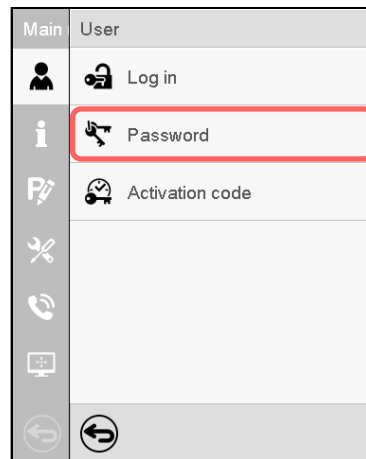 Main
User
Log in
Password
Activation code